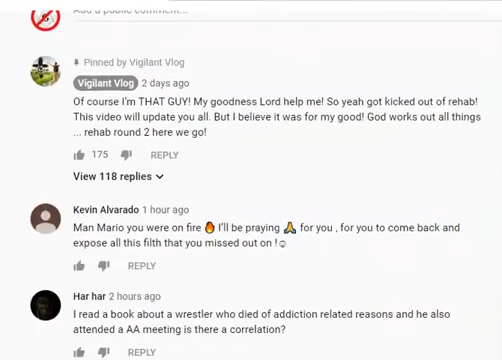 Add a public comment...
Pinned by Vigilant Vlog
Vigilant Vlog 2 days ago
Of course I'm THAT GUY! My goodness Lord help me! So yeah got kicked out of rehab!
This video will update you all. But I believe it was for my good! God works out all things
... rehab round 2 here we go!
175 REPLY
View 118 replies
Kevin Alvarado 1 hour ago
Man Mario you were on fire 🔥 I'll be praying 🙏 for you , for you to come back and
expose all this filth that you missed out on !☺
REPLY
Har har 2 hours ago
I read a book about a wrestler who died of addiction related reasons and he also
attended a AA meeting is there a correlation?
REPLY